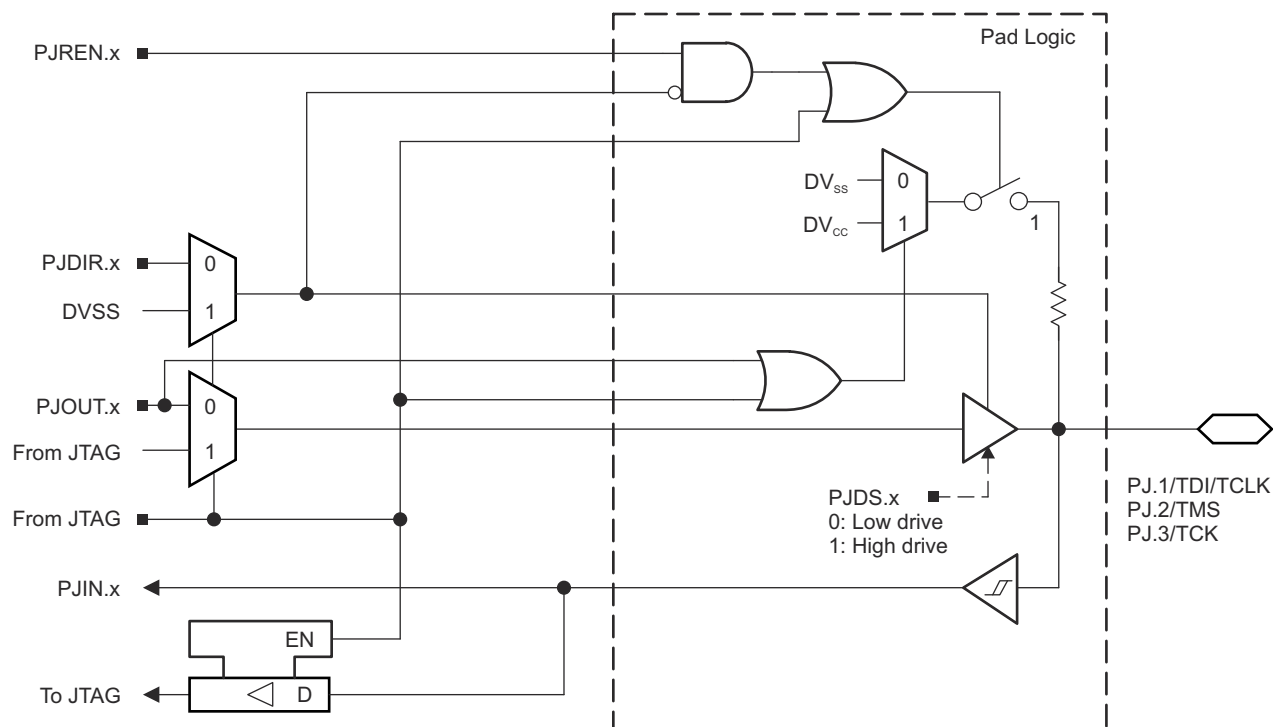 Pad Logic
PJREN.x
DVSS
0
DVCC
1
1
PJDIR.x
0
DVSS
1
PJOUT.x
0
From JTAG
1
From JTAG
PJDS.x
0: Low drive
1: High drive
PJ.1/TDI/TCLK
PJ.2/TMS
PJ.3/TCK
PJIN.x
EN
To JTAG
D